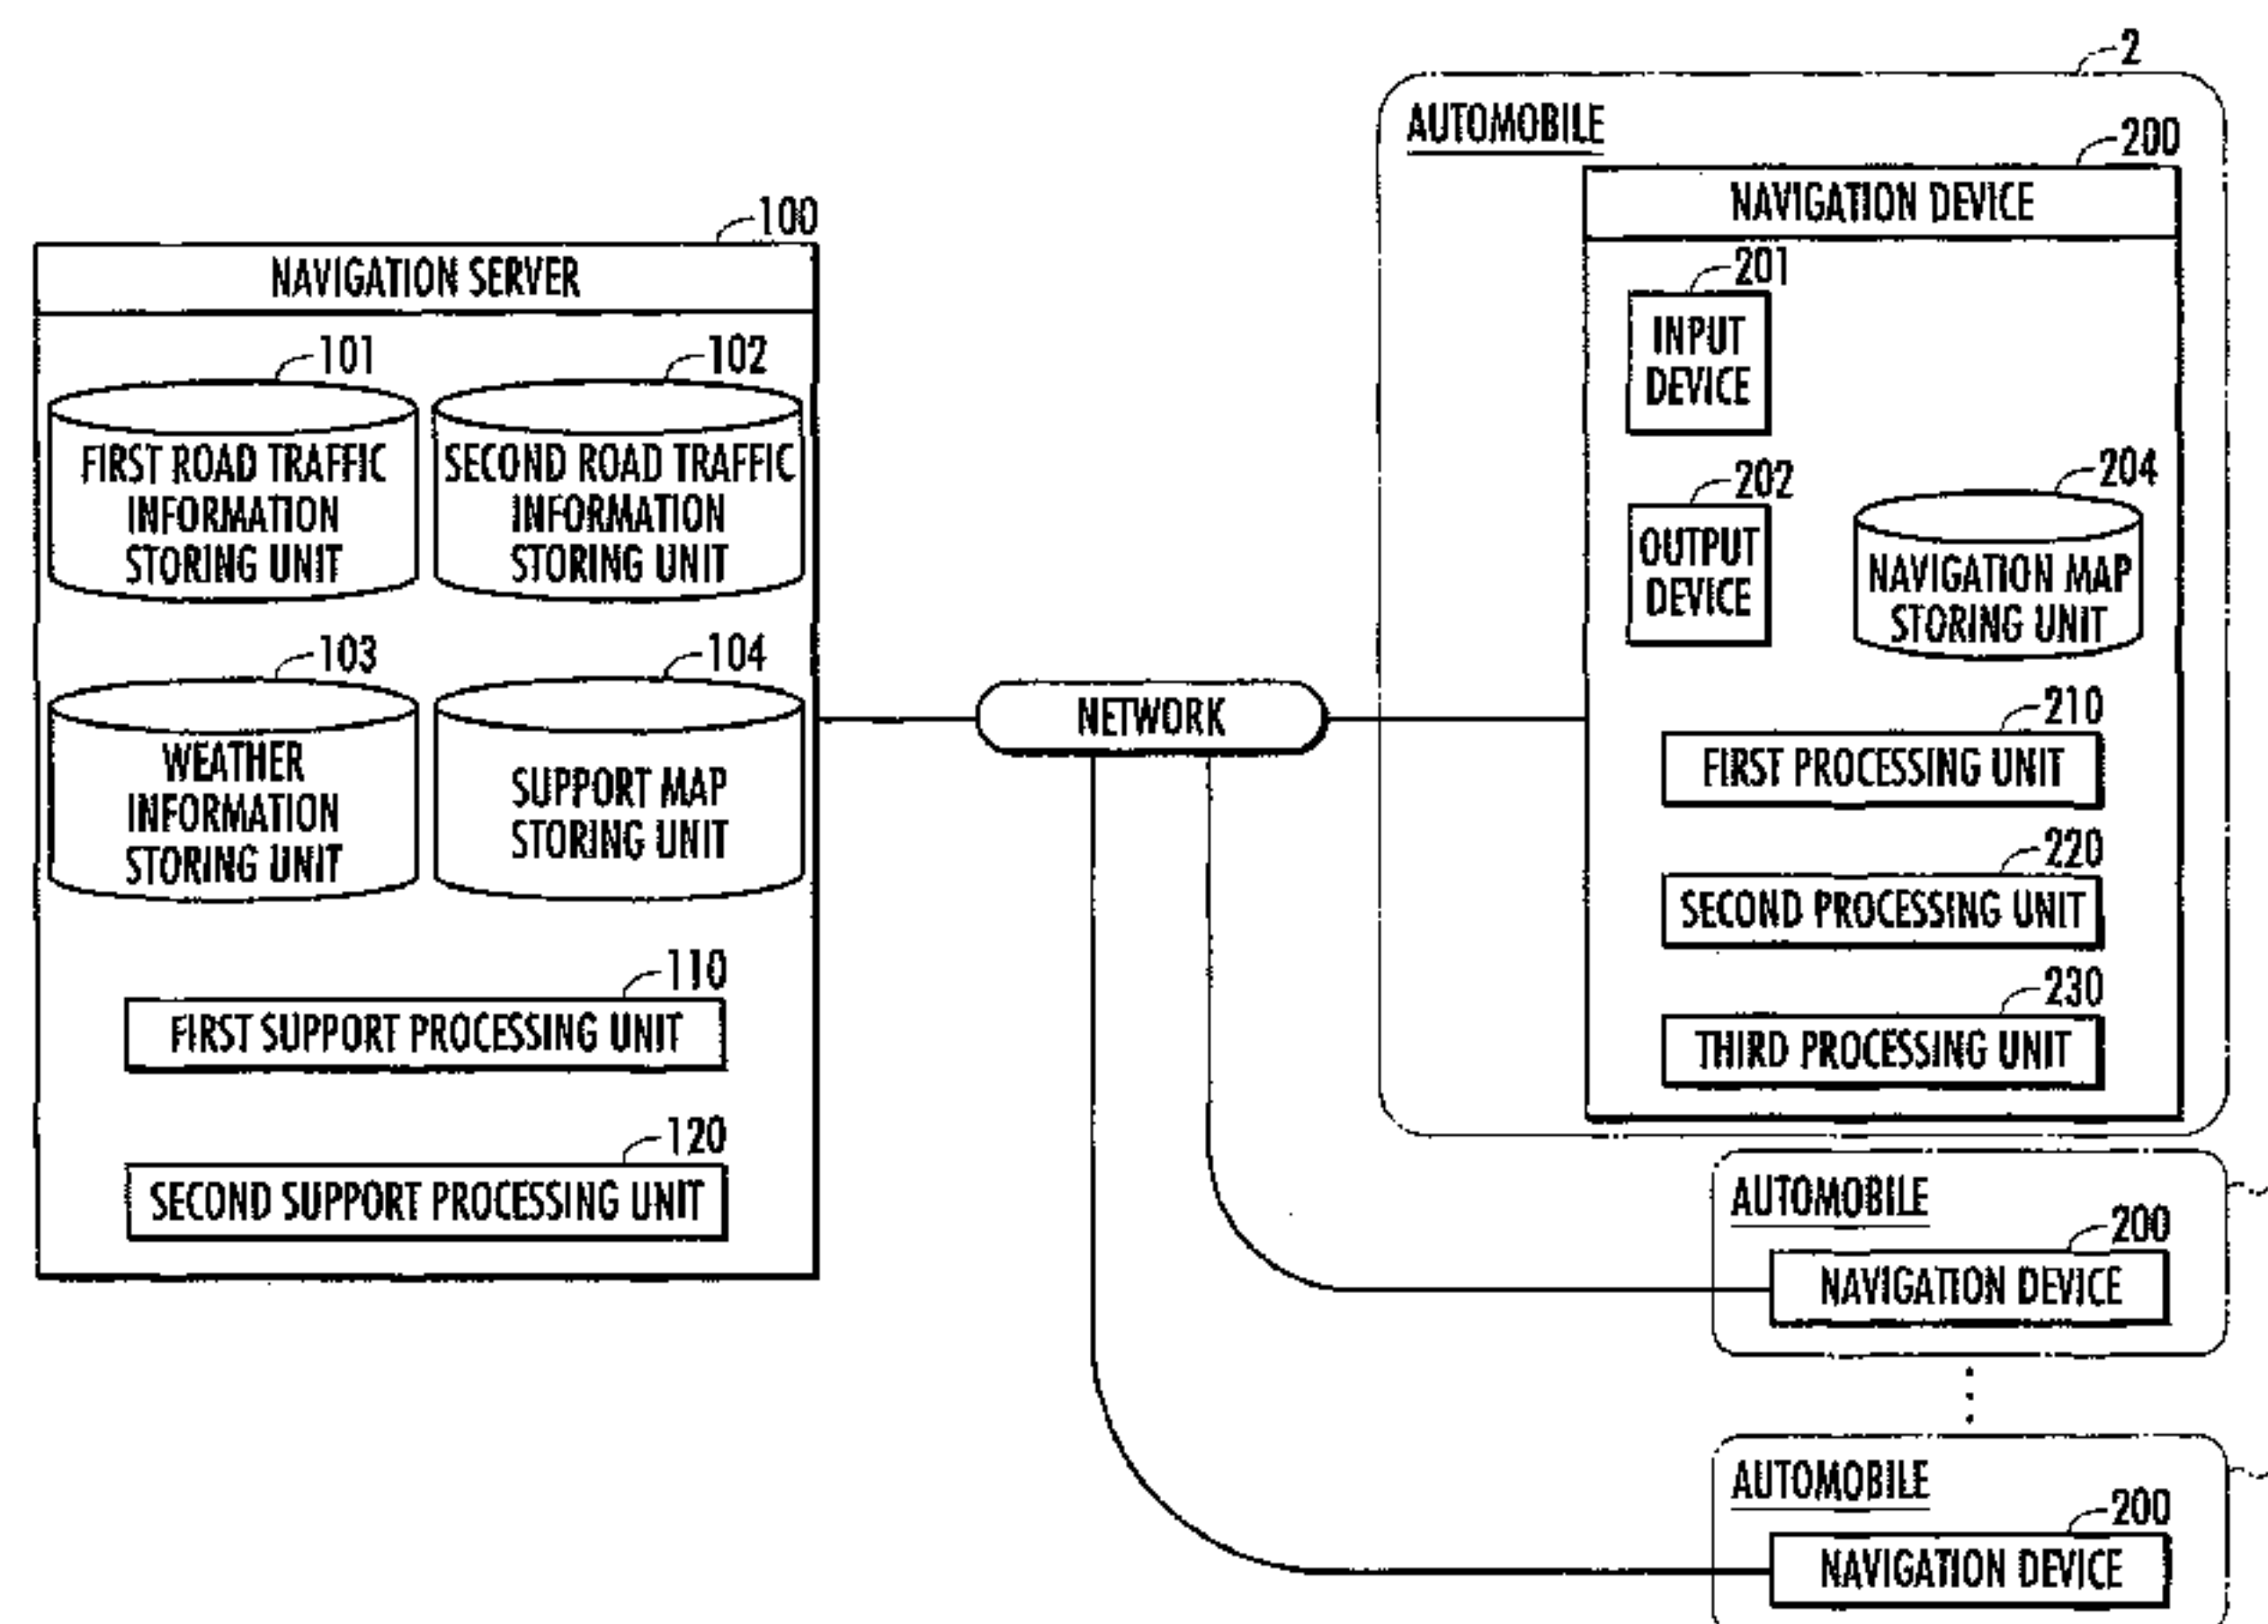 2
AUTOMOBILE
200
NAVIGATION DEVICE
100
NAVIGATION SERVER
201
INPUT
DEVICE
101
102
FIRST ROAD TRAFFIC
INFORMATION
STORING UNIT
SECOND ROAD TRAFFIC
INFORMATION
STORING UNIT
202
OUTPUT
DEVICE
204
NAVIGATION MAP
STORING UNIT
103
104
WEATHER
INFORMATION
STORING UNIT
SUPPORT MAP
STORING UNIT
NETWORK
210
FIRST PROCESSING UNIT
220
SECOND PROCESSING UNIT
230
THIRD PROCESSING UNIT
110
FIRST SUPPORT PROCESSING UNIT
120
SECOND SUPPORT PROCESSING UNIT
AUTOMOBILE
200
NAVIGATION DEVICE
AUTOMOBILE
200
NAVIGATION DEVICE